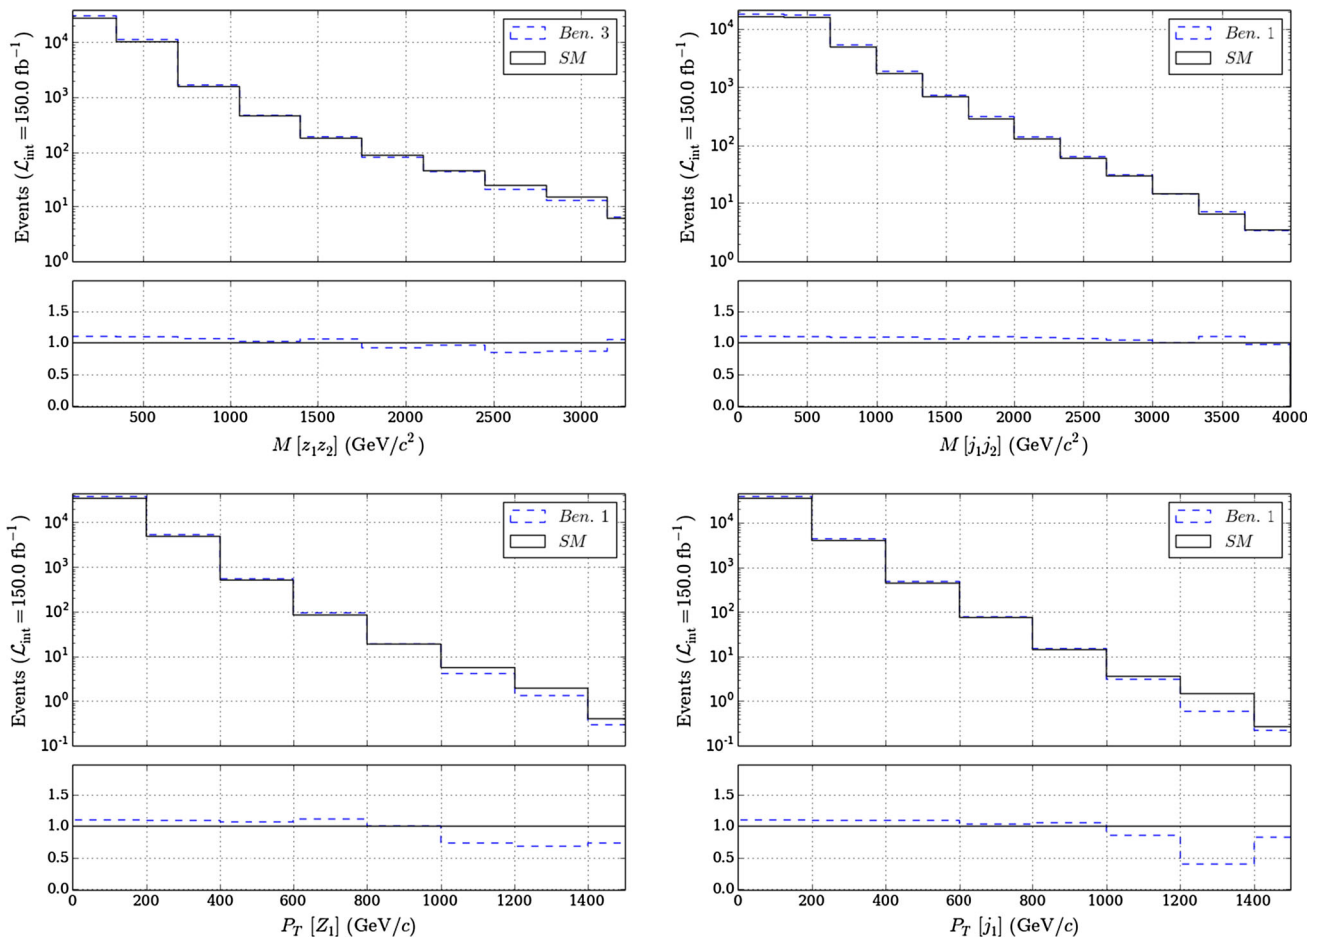 10⁴
10³
10²
10¹
10⁰
Events (ℒ_int = 150.0 fb⁻¹)
Ben. 3
SM
1.5
1.0
0.5
0.0
500 1000 1500 2000 2500 3000
M [z₁z₂] (GeV/c²)
10⁴
10³
10²
10¹
10⁰
Events (ℒ_int = 150.0 fb⁻¹)
Ben. 1
SM
1.5
1.0
0.5
0.0
0 500 1000 1500 2000 2500 3000 3500 4000
M [j₁j₂] (GeV/c²)
10⁴
10³
10²
10¹
10⁰
10⁻¹
Events (ℒ_int = 150.0 fb⁻¹)
Ben. 1
SM
1.5
1.0
0.5
0.0
0 200 400 600 800 1000 1200 1400
P_T [Z₁] (GeV/c)
10⁴
10³
10²
10¹
10⁰
10⁻¹
Events (ℒ_int = 150.0 fb⁻¹)
Ben. 1
SM
1.5
1.0
0.5
0.0
0 200 400 600 800 1000 1200 1400
P_T [j₁] (GeV/c)